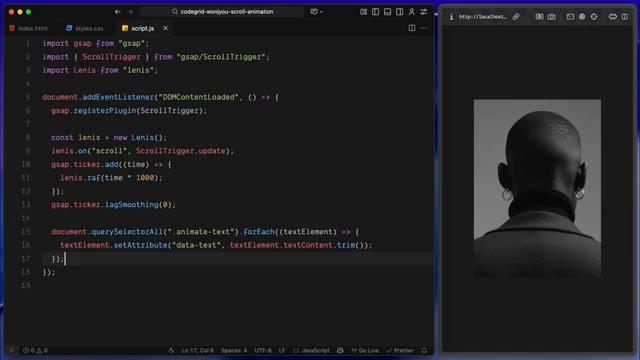 codegrid-wonjyou-scroll-animation
index.html
styles.css
script.js
http://localhost...
1 import gsap from "gsap";
2 import { ScrollTrigger } from "gsap/ScrollTrigger";
3 import Lenis from "lenis";
4
5 document.addEventListener("DOMContentLoaded", () => {
6 gsap.registerPlugin(ScrollTrigger);
7
8 const lenis = new Lenis();
9 lenis.on("scroll", ScrollTrigger.update);
10 gsap.ticker.add((time) => {
11 lenis.raf(time * 1000);
12 });
13 gsap.ticker.lagSmoothing(0);
14
15 document.querySelectorAll(".animate-text").forEach((textElement) => {
16 textElement.setAttribute("data-text", textElement.textContent.trim());
17 });
18 });
19
0 0
Ln 17, Col 6
Spaces: 4
UTF-8
LF
{} JavaScript
Go Live
Prettier